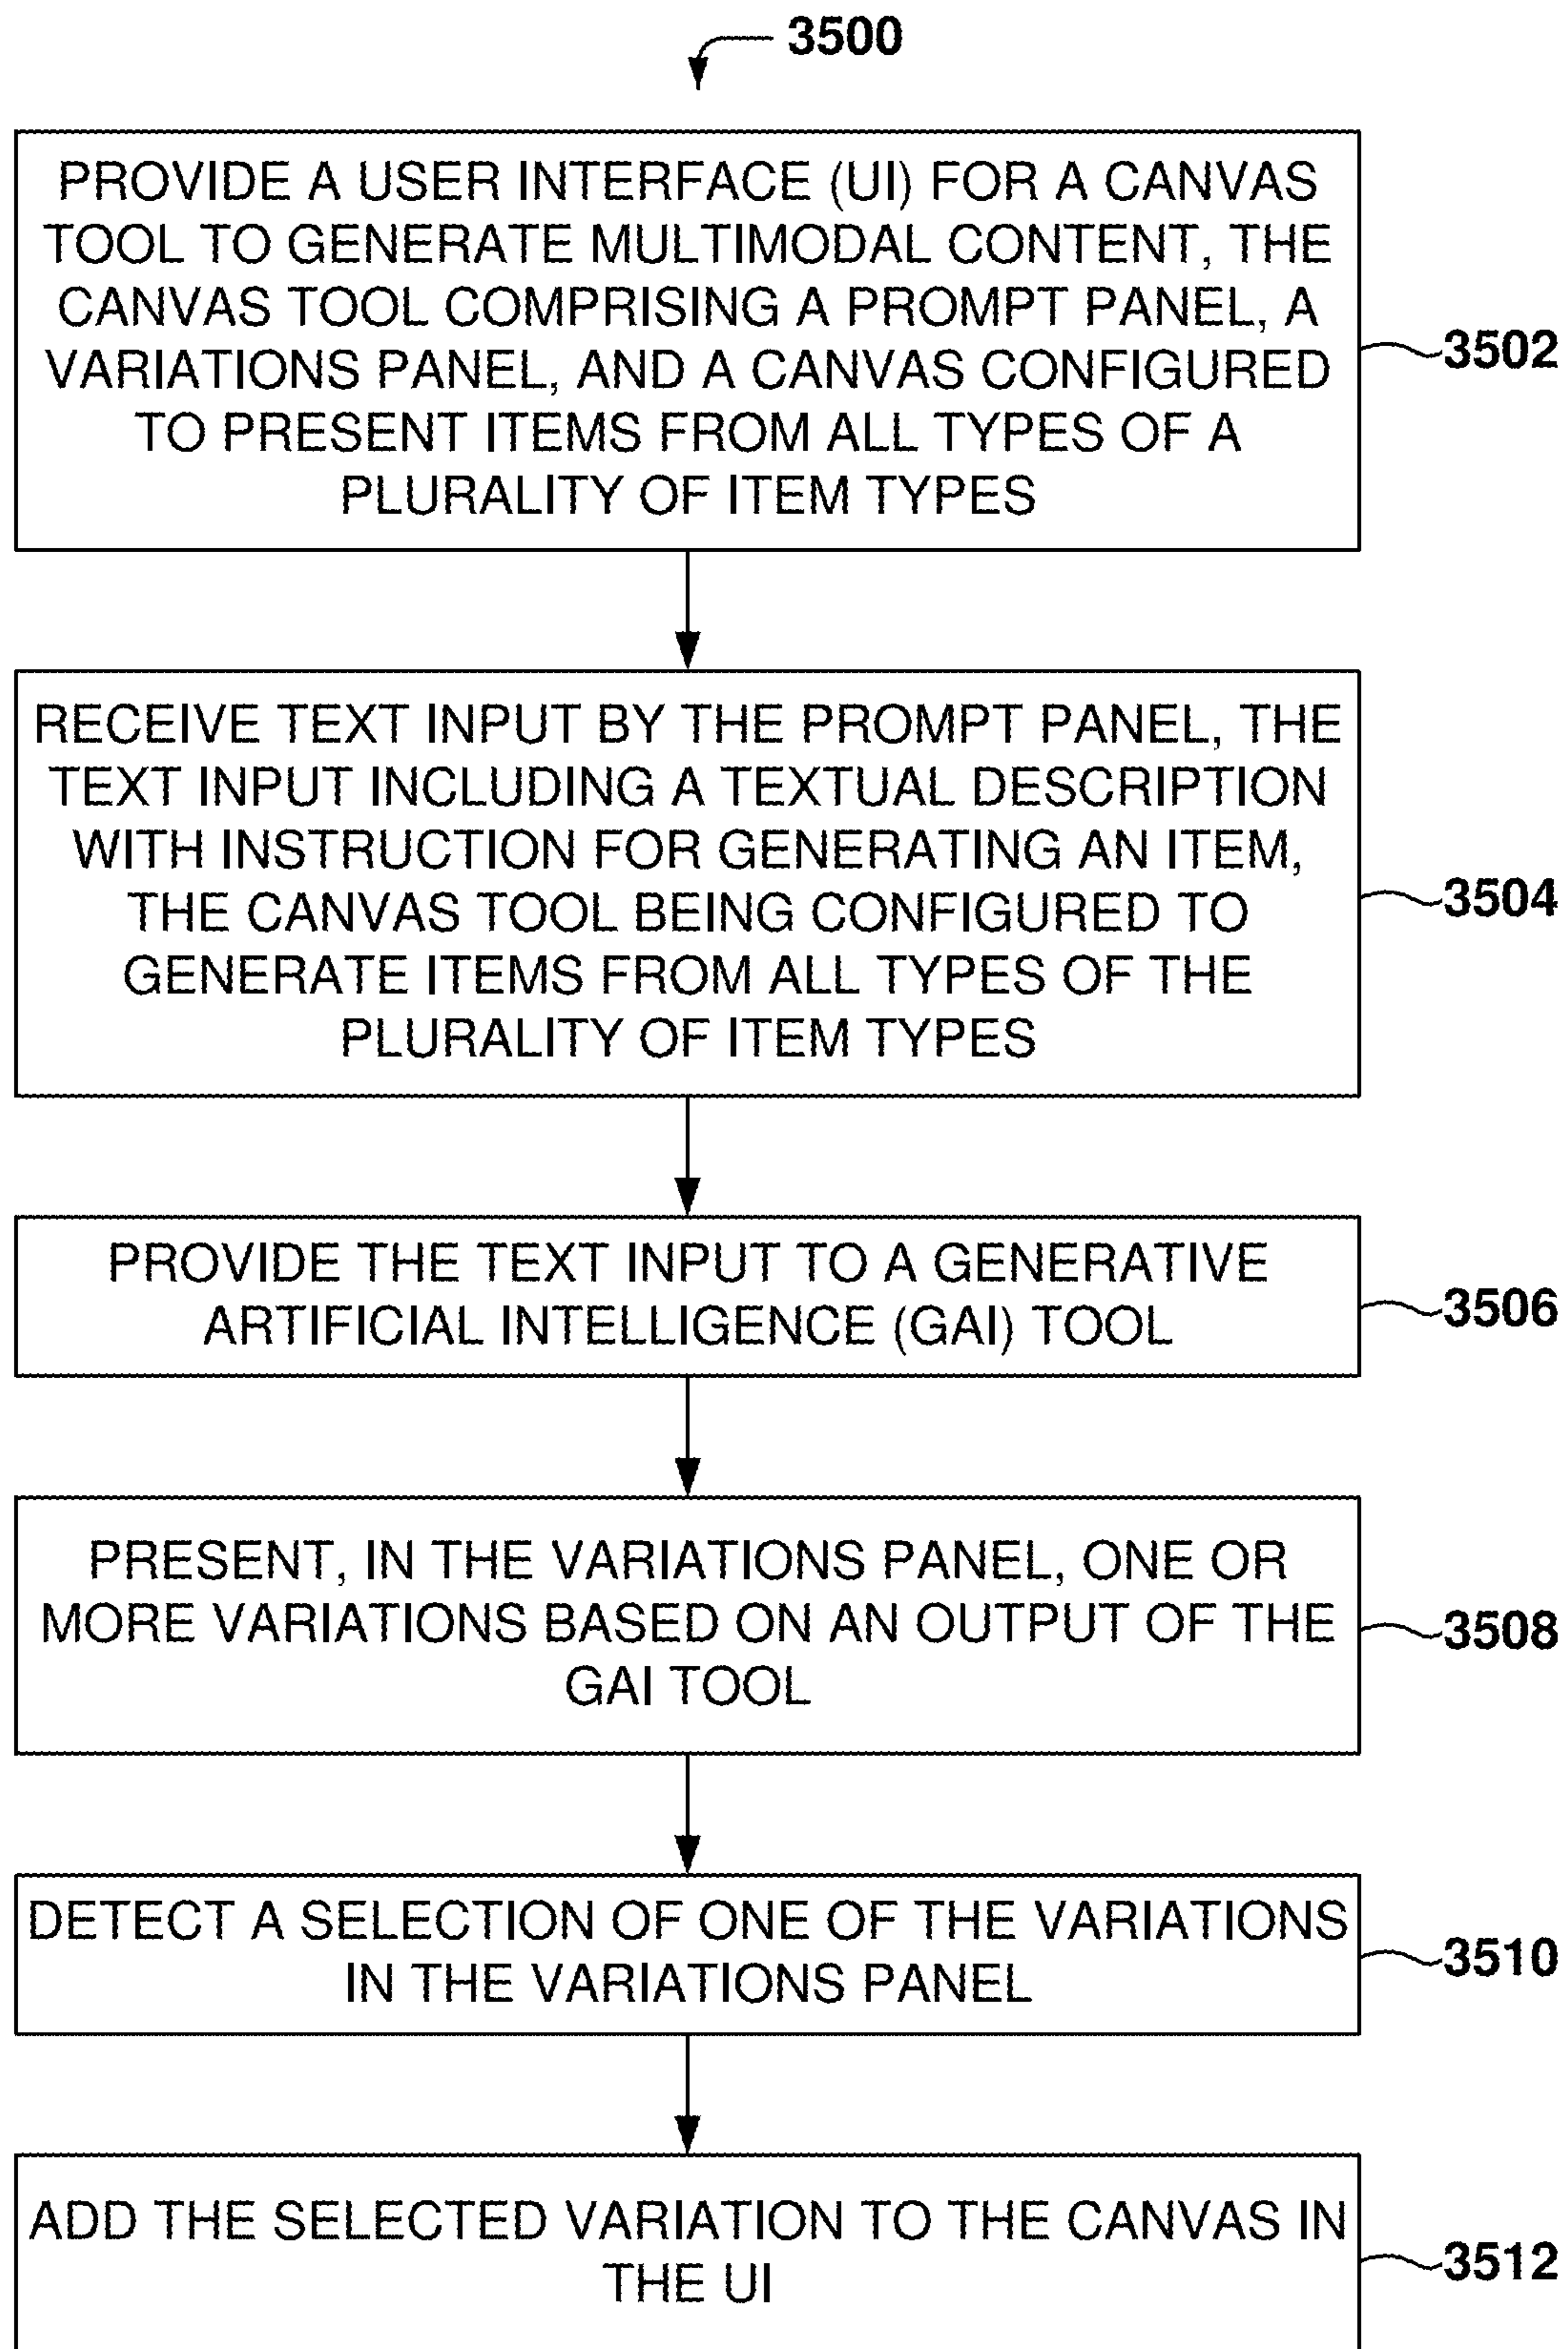 3500
PROVIDE A USER INTERFACE (UI) FOR A CANVAS
TOOL TO GENERATE MULTIMODAL CONTENT, THE
CANVAS TOOL COMPRISING A PROMPT PANEL, A
VARIATIONS PANEL, AND A CANVAS CONFIGURED
TO PRESENT ITEMS FROM ALL TYPES OF A
PLURALITY OF ITEM TYPES
3502
RECEIVE TEXT INPUT BY THE PROMPT PANEL, THE
TEXT INPUT INCLUDING A TEXTUAL DESCRIPTION
WITH INSTRUCTION FOR GENERATING AN ITEM,
THE CANVAS TOOL BEING CONFIGURED TO
GENERATE ITEMS FROM ALL TYPES OF THE
PLURALITY OF ITEM TYPES
3504
PROVIDE THE TEXT INPUT TO A GENERATIVE
ARTIFICIAL INTELLIGENCE (GAI) TOOL
3506
PRESENT, IN THE VARIATIONS PANEL, ONE OR
MORE VARIATIONS BASED ON AN OUTPUT OF THE
GAI TOOL
3508
DETECT A SELECTION OF ONE OF THE VARIATIONS
IN THE VARIATIONS PANEL
3510
ADD THE SELECTED VARIATION TO THE CANVAS IN
THE UI
3512